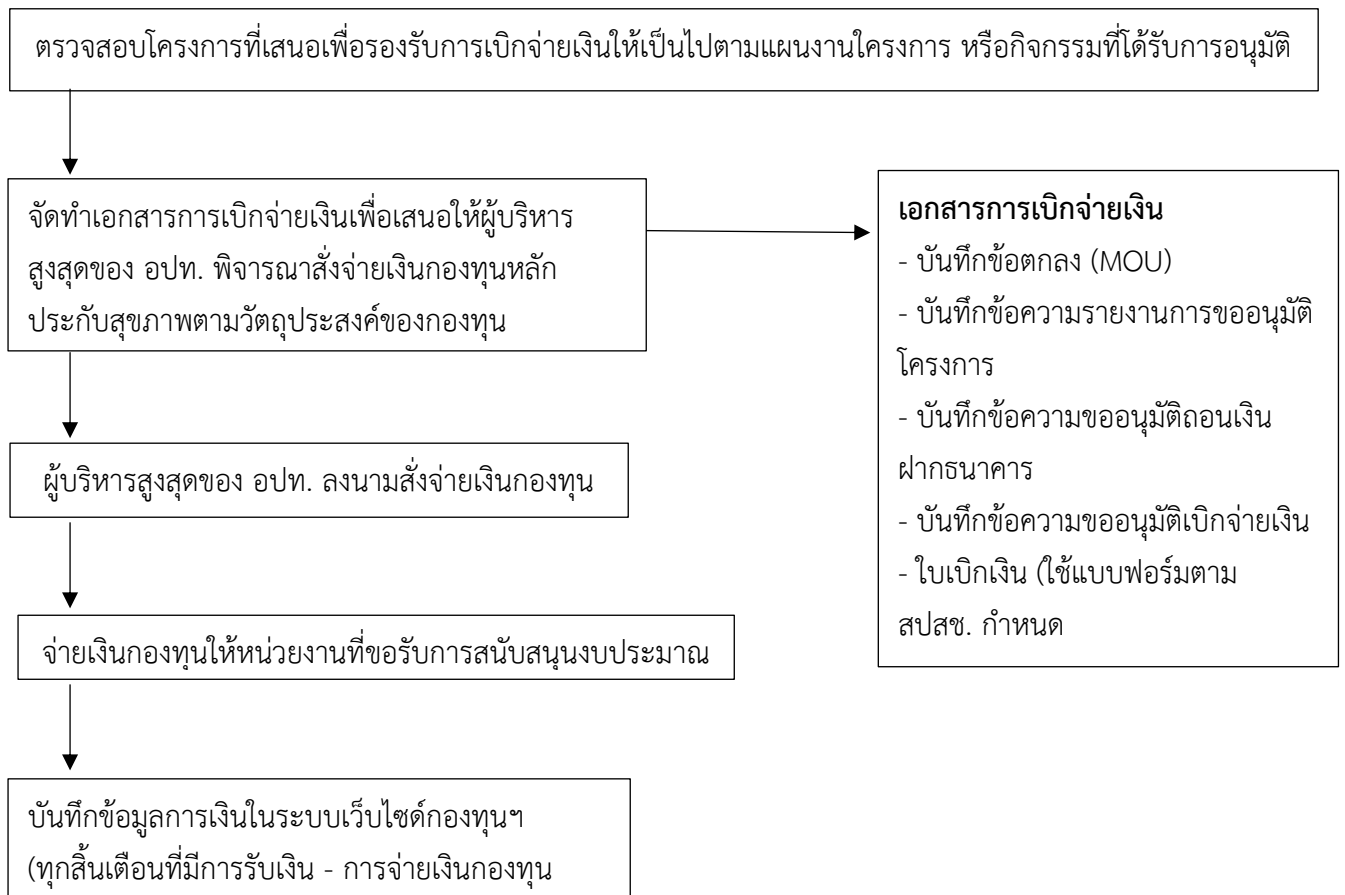 ตรวจสอบโครงการที่เสนอเพื่อรองรับการเบิกจ่ายเงินให้เป็นไปตามแผนงานใครงการ หรือกิจกรรมที่โด้รับการอนุมัติ
จัดทำเอกสารการเบิกจ่ายเงินเพื่อเสนอให้ผู้บริหาร
สูงสุดของ อปท. พิจารณาสั่งจ่ายเงินกองทุนหลัก
ประกับสุขภาพตามวัตถุประสงค์ของกองทุน
เอกสารการเบิกจ่ายเงิน
- บันทึกข้อตกลง (MOU)
- บันทึกข้อความรายงานการขออนุมัติ
โครงการ
- บันทึกข้อความขออนุมัติถอนเงิน
ฝากธนาคาร
- บันทึกข้อความขออนุมัติเบิกจ่ายเงิน
- ใบเบิกเงิน (ใช้แบบฟอร์มตาม
สปสช. กำหนด
ผู้บริหารสูงสุดของ อปท. ลงนามสั่งจ่ายเงินกองทุน
จ่ายเงินกองทุนให้หน่วยงานที่ขอรับการสนับสนุนงบประมาณ
บันทึกข้อมูลการเงินในระบบเว็บไซด์กองทุนฯ
(ทุกสิ้นเตือนที่มีการรับเงิน - การจ่ายเงินกองทุน